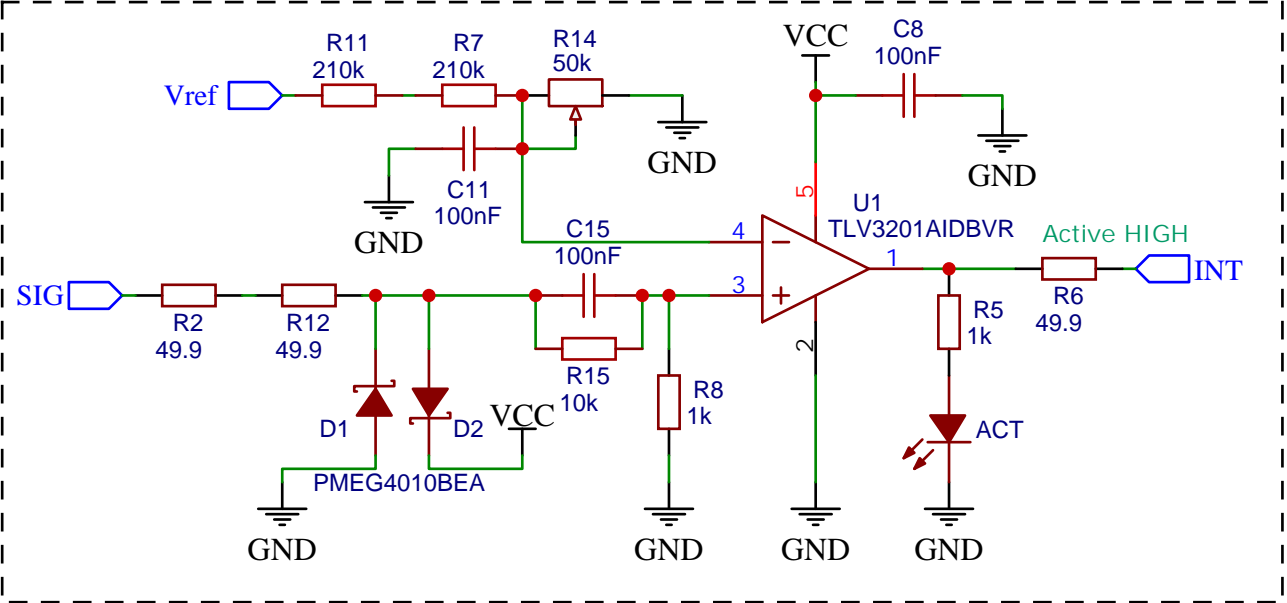 R11
210k
R7
210k
R14
50k
VCC
C8
100nF
Vref
GND
GND
C11
100nF
GND
5
U1
TLV3201AIDBVR
C15
100nF
4
3
1
2
Active HIGH
INT
SIG
R2
49.9
R12
49.9
R6
49.9
R5
1k
R15
10k
R8
1k
D1
D2
VCC
ACT
PMEG4010BEA
GND
GND
GND
GND